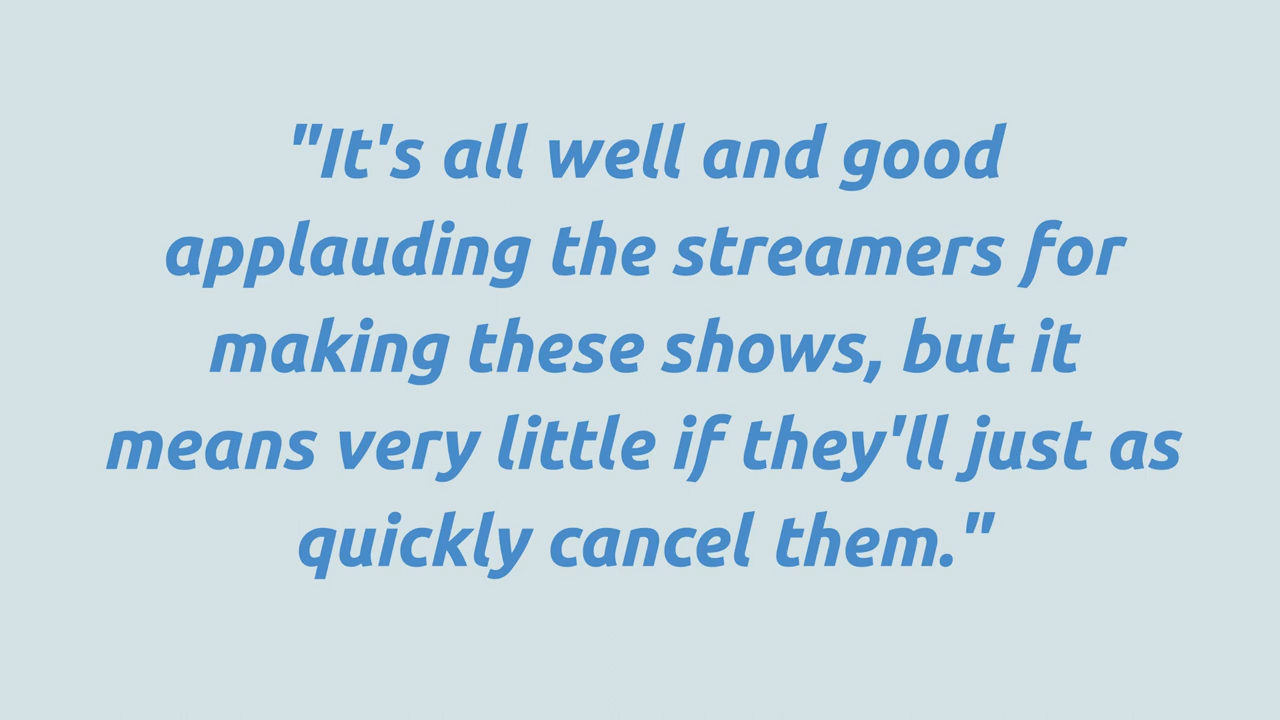 "It's all well and good
applauding the streamers for
making these shows, but it
means very little if they'll just as
quickly cancel them."